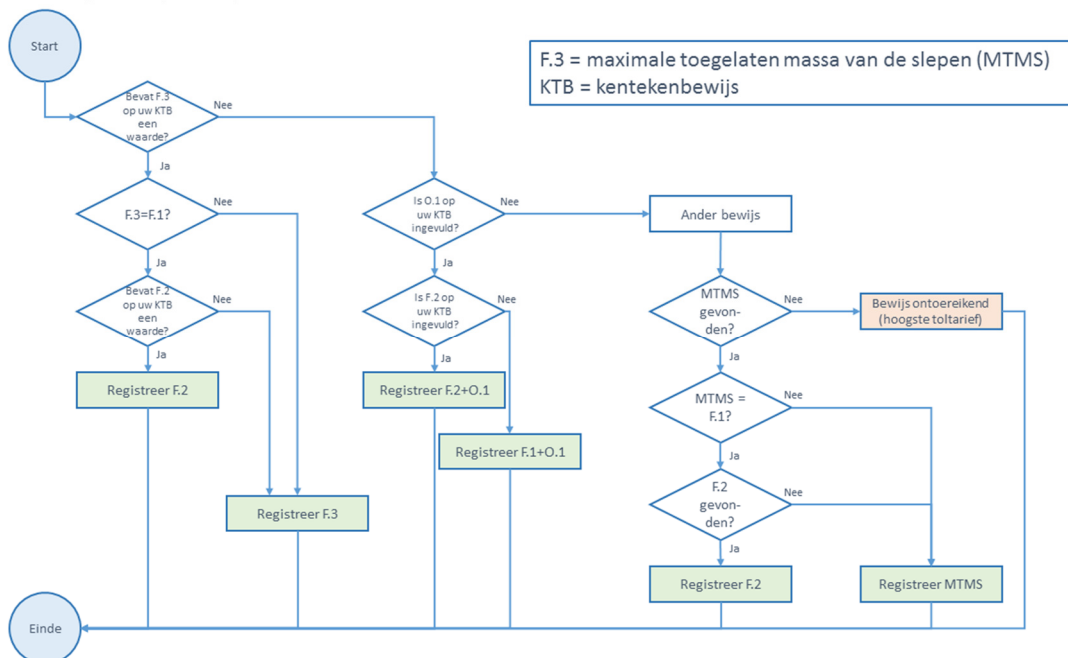 Start
F.3 = maximale toegelaten massa van de slepen (MTMS)
KTB = kentekenbewijs
Bevat F.3
op uw KTB
een
waarde?
Nee
Ja
F.3=F.1?
Nee
Ja
Bevat F.2
op uw KTB
een
waarde?
Nee
Ja
Registreer F.2
Registreer F.3
Is O.1 op
uw KTB
ingevuld?
Nee
Ja
Is F.2 op
uw KTB
ingevuld?
Nee
Ja
Registreer F.2+O.1
Registreer F.1+O.1
Ander bewijs
MTMS
gevon-
den?
Nee
Bewijs ontoereikend
(hoogste toltarief)
Ja
MTMS =
F.1?
Nee
Ja
F.2
gevon-
den?
Nee
Ja
Registreer F.2
Registreer MTMS
Einde